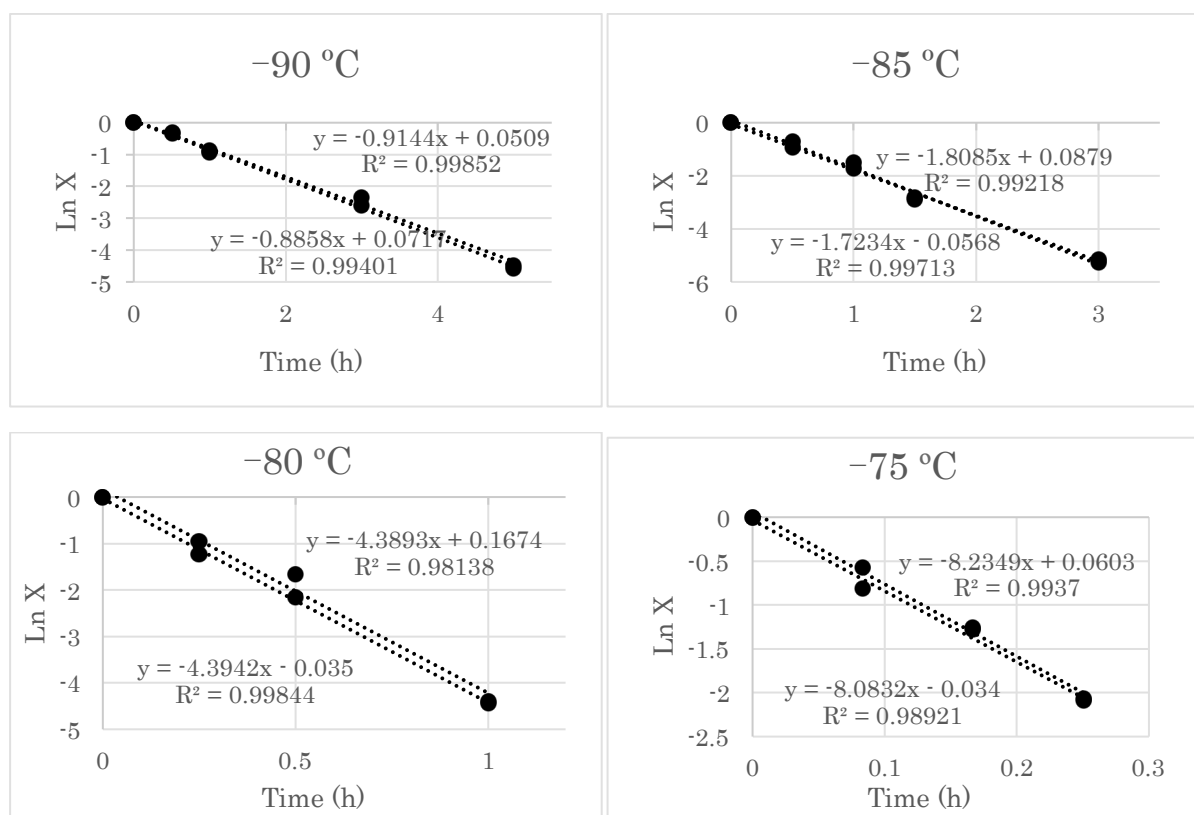 −90 ºC
0
-1
-2
-3
-4
-5
Ln X
y = -0.9144x + 0.0509
R² = 0.99852
y = -0.8858x + 0.0717
R² = 0.99401
0
2
4
Time (h)
−85 ºC
0
-2
-4
-6
Ln X
y = -1.8085x + 0.0879
R² = 0.99218
y = -1.7234x - 0.0568
R² = 0.99713
0
1
2
3
Time (h)
−80 ºC
0
-1
-2
-3
-4
-5
Ln X
y = -4.3893x + 0.1674
R² = 0.98138
y = -4.3942x - 0.035
R² = 0.99844
0
0.5
1
Time (h)
−75 ºC
0
-0.5
-1
-1.5
-2
-2.5
Ln X
y = -8.2349x + 0.0603
R² = 0.9937
y = -8.0832x - 0.034
R² = 0.98921
0
0.1
0.2
0.3
Time (h)